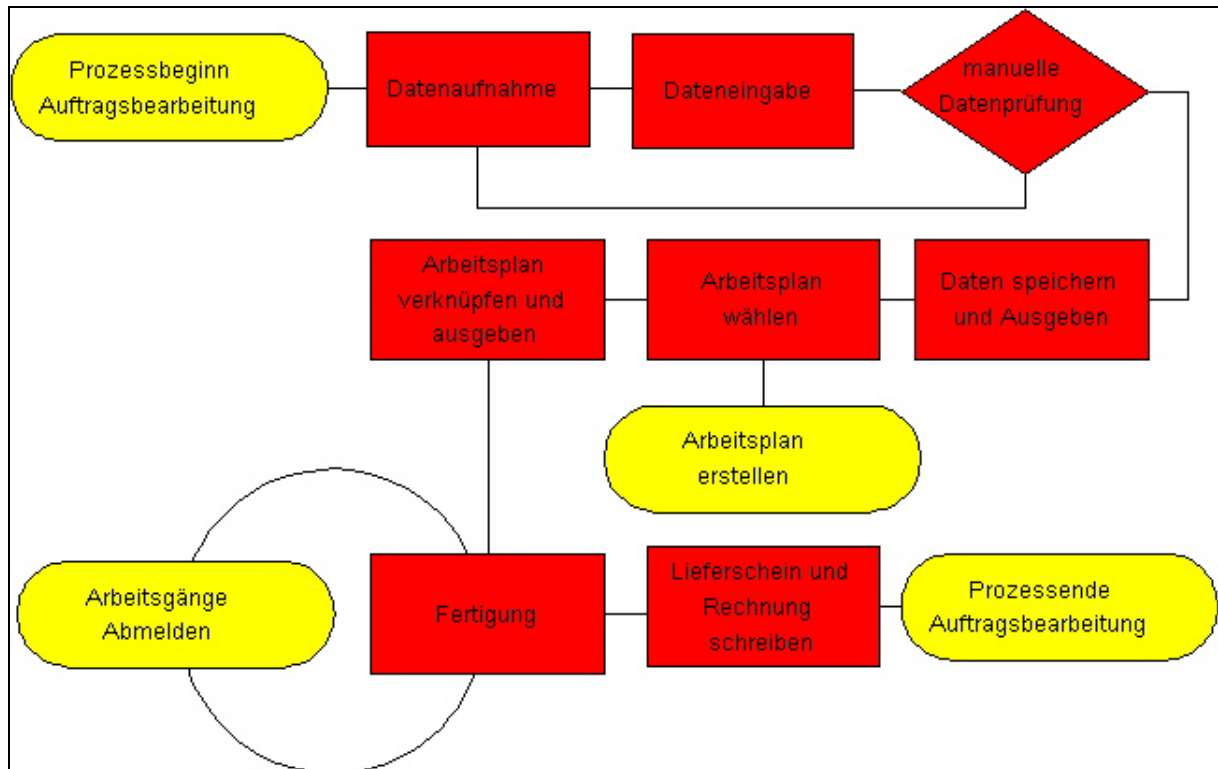 Prozessbeginn
Auftragsbearbeitung
Datenaufnahme
Dateneingabe
manuelle
Datenprüfung
Arbeitsplan
verknüpfen und
ausgeben
Arbeitsplan
wählen
Daten speichern
und Ausgeben
Arbeitsplan
erstellen
Arbeitsgänge
Abmelden
Fertigung
Lieferschein und
Rechnung
schreiben
Prozessende
Auftragsbearbeitung